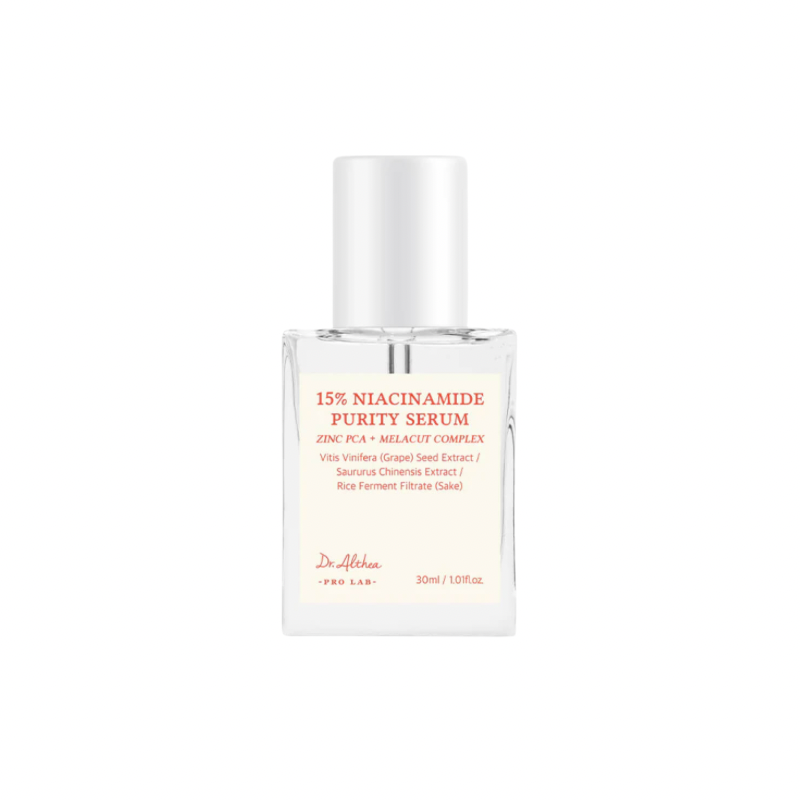 15% NIACINAMIDE
PURITY SERUM
ZINC PCA + MELACUT COMPLEX
Vitis Vinifera (Grape) Seed Extract /
Saururus Chinensis Extract /
Rice Ferment Filtrate (Sake)
Dr. Althea
-PRO LAB-
30ml / 1.01fl.oz.